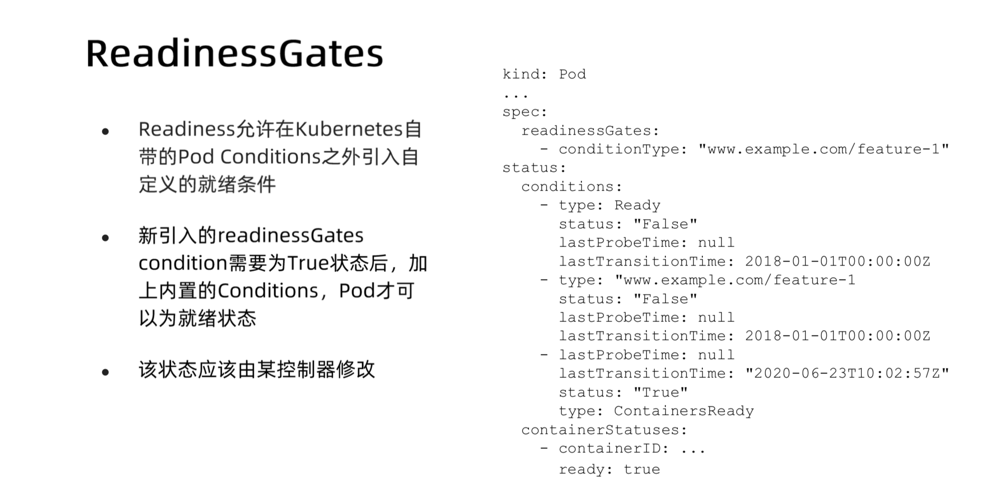 ReadinessGates
• Readiness允许在Kubernetes自
带的Pod Conditions之外引入自
定义的就绪条件
• 新引入的readinessGates
condition需要为True状态后，加
上内置的Conditions，Pod才可
以为就绪状态
• 该状态应该由某控制器修改
kind: Pod
...
spec:
  readinessGates:
    - conditionType: "www.example.com/feature-1"
status:
  conditions:
    - type: Ready
      status: "False"
      lastProbeTime: null
      lastTransitionTime: 2018-01-01T00:00:00Z
    - type: "www.example.com/feature-1
      status: "False"
      lastProbeTime: null
      lastTransitionTime: 2018-01-01T00:00:00Z
    - lastProbeTime: null
      lastTransitionTime: "2020-06-23T10:02:57Z"
      status: "True"
      type: ContainersReady
  containerStatuses:
    - containerID: ...
      ready: true